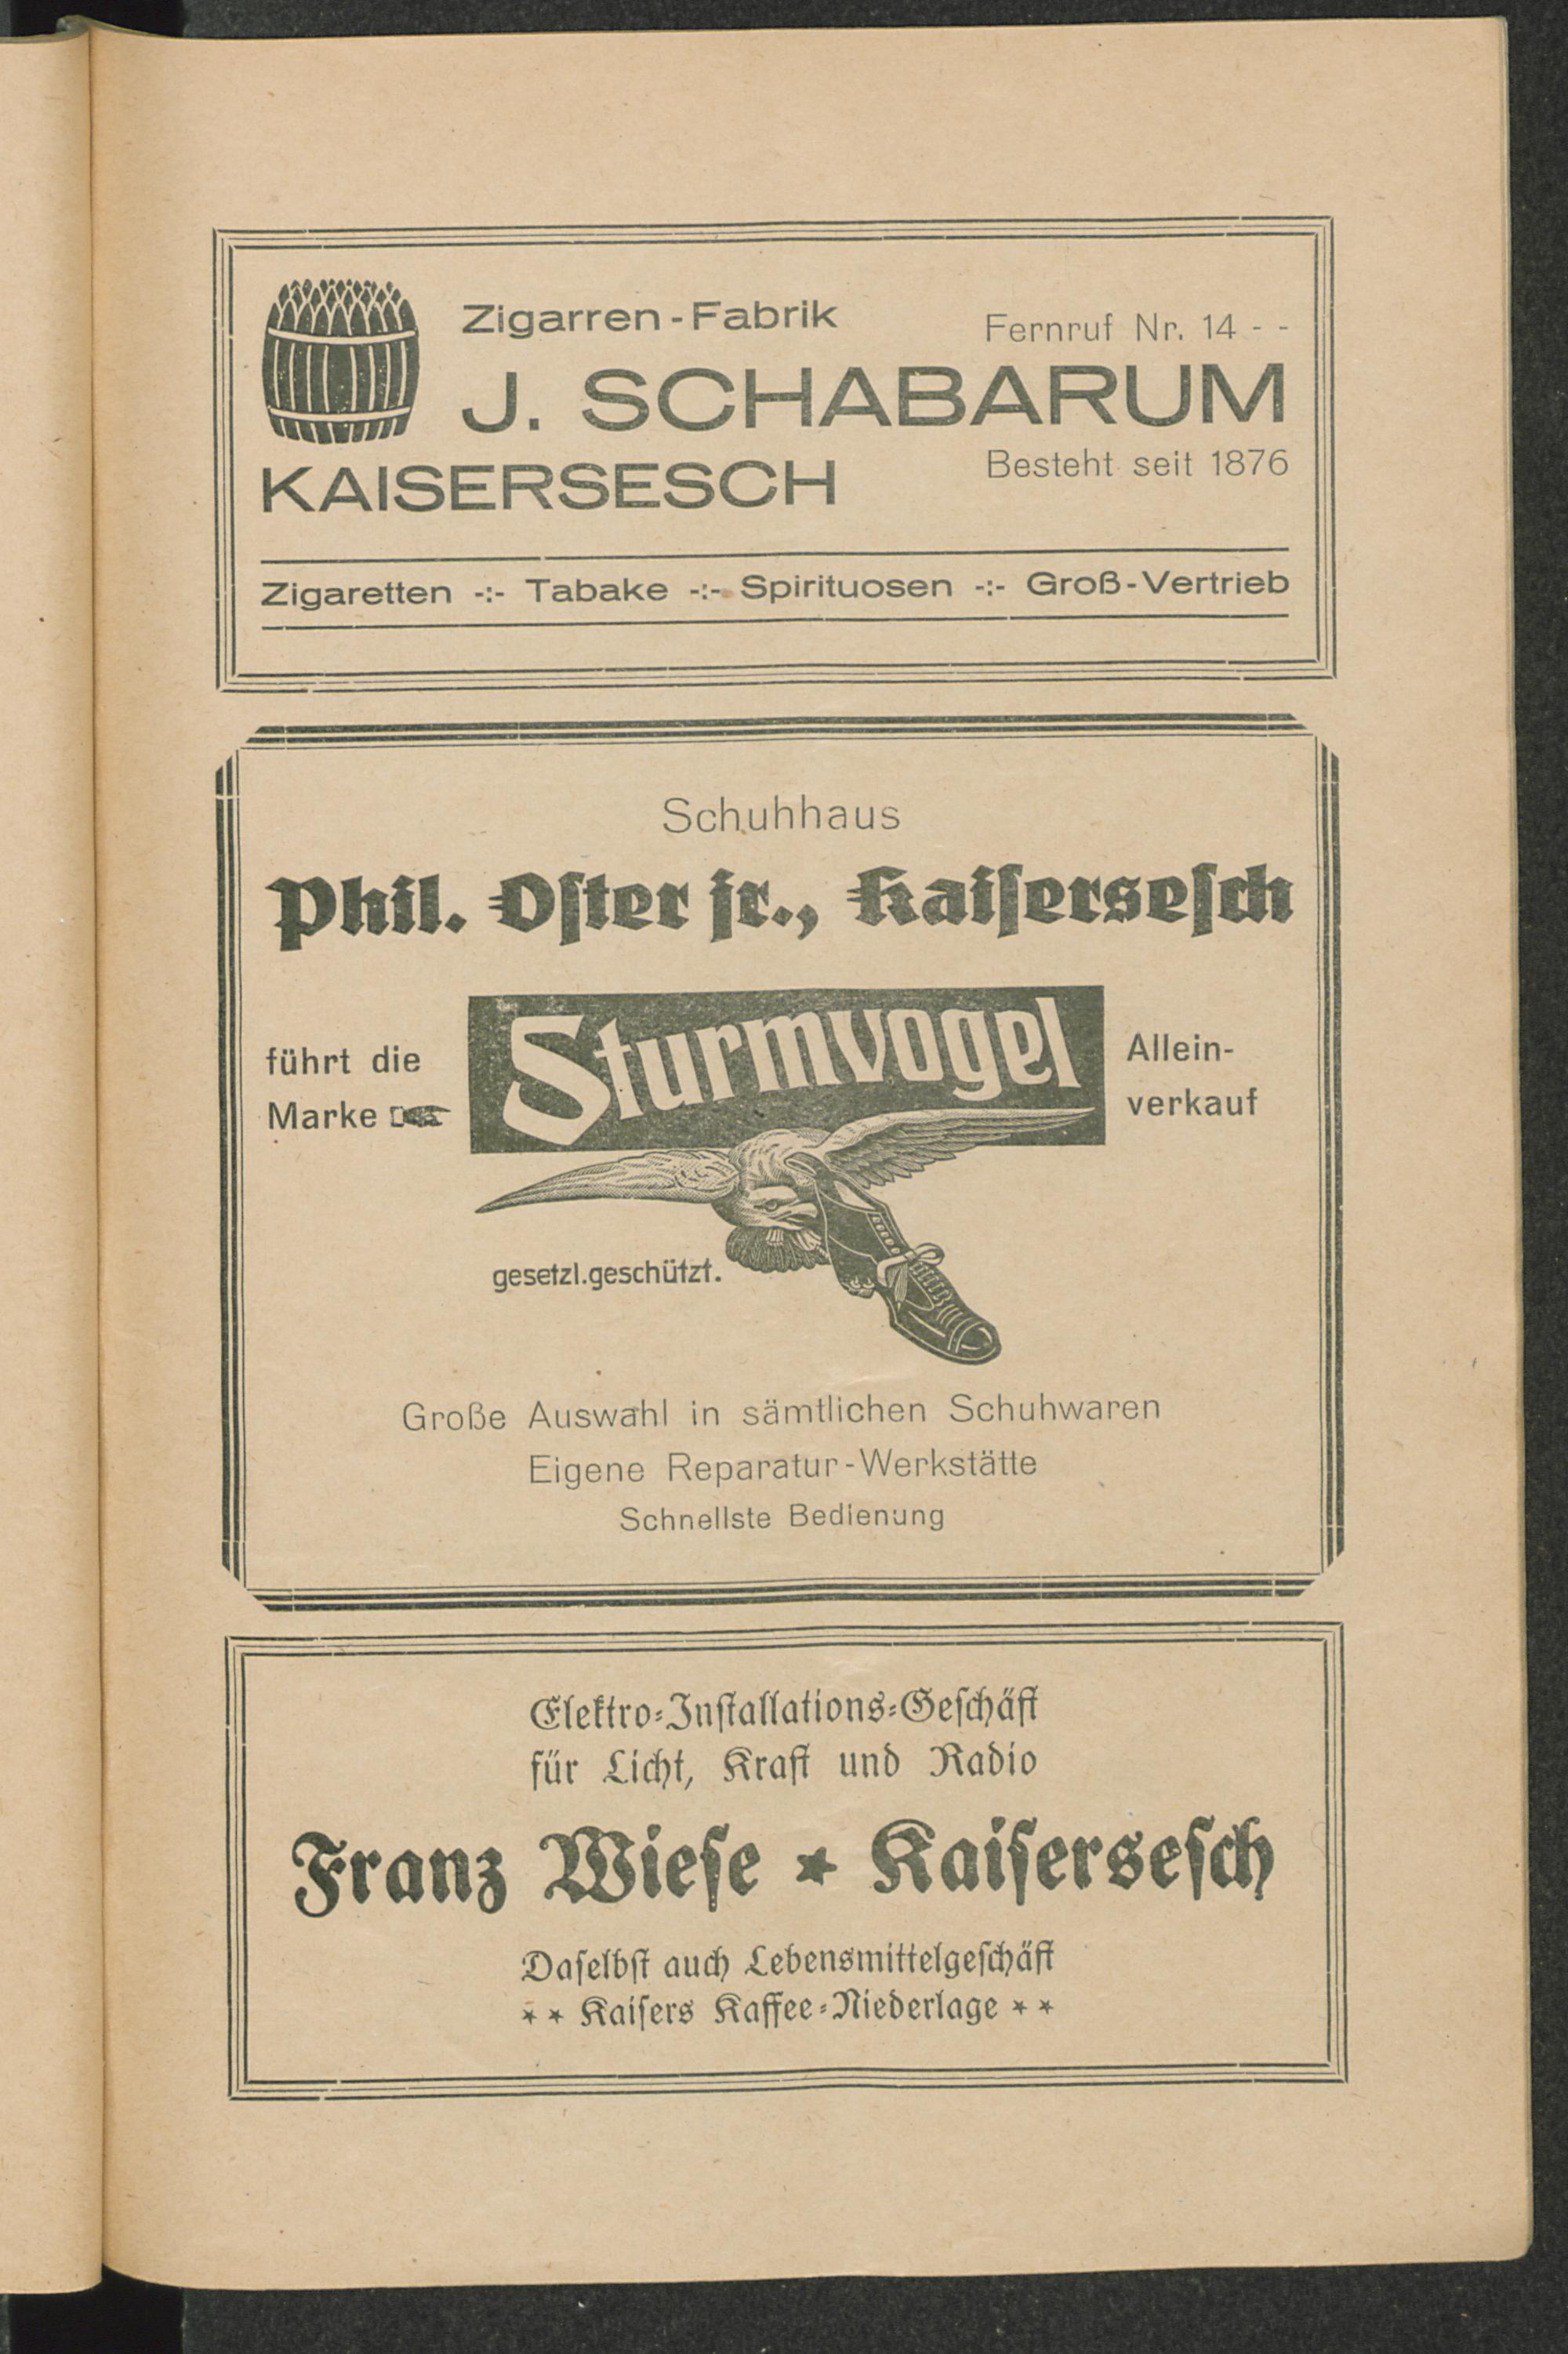 Zigarren-Fabrik
Fernruf Nr. 14 - -
J. SCHABARUM
KAISERSESCH
Besteht seit 1876
Zigaretten -:- Tabake -:- Spirituosen -:- Groß-Vertrieb
Schuhhaus
Phil. Oſter jr., Kaiſerseſch
führt die
Marke
Sturmvogel
Allein-
verkauf
gesetzl.geschützt.
Große Auswahl in sämtlichen Schuhwaren
Eigene Reparatur-Werkstätte
Schnellste Bedienung
Elektro-Inſtallations-Geſchäft
für Licht, Kraft und Radio
Franz Wieſe * Kaiſerseſch
Daſelbſt auch Lebensmittelgeſchäft
* * Kaiſers Kaffee-Niederlage * *